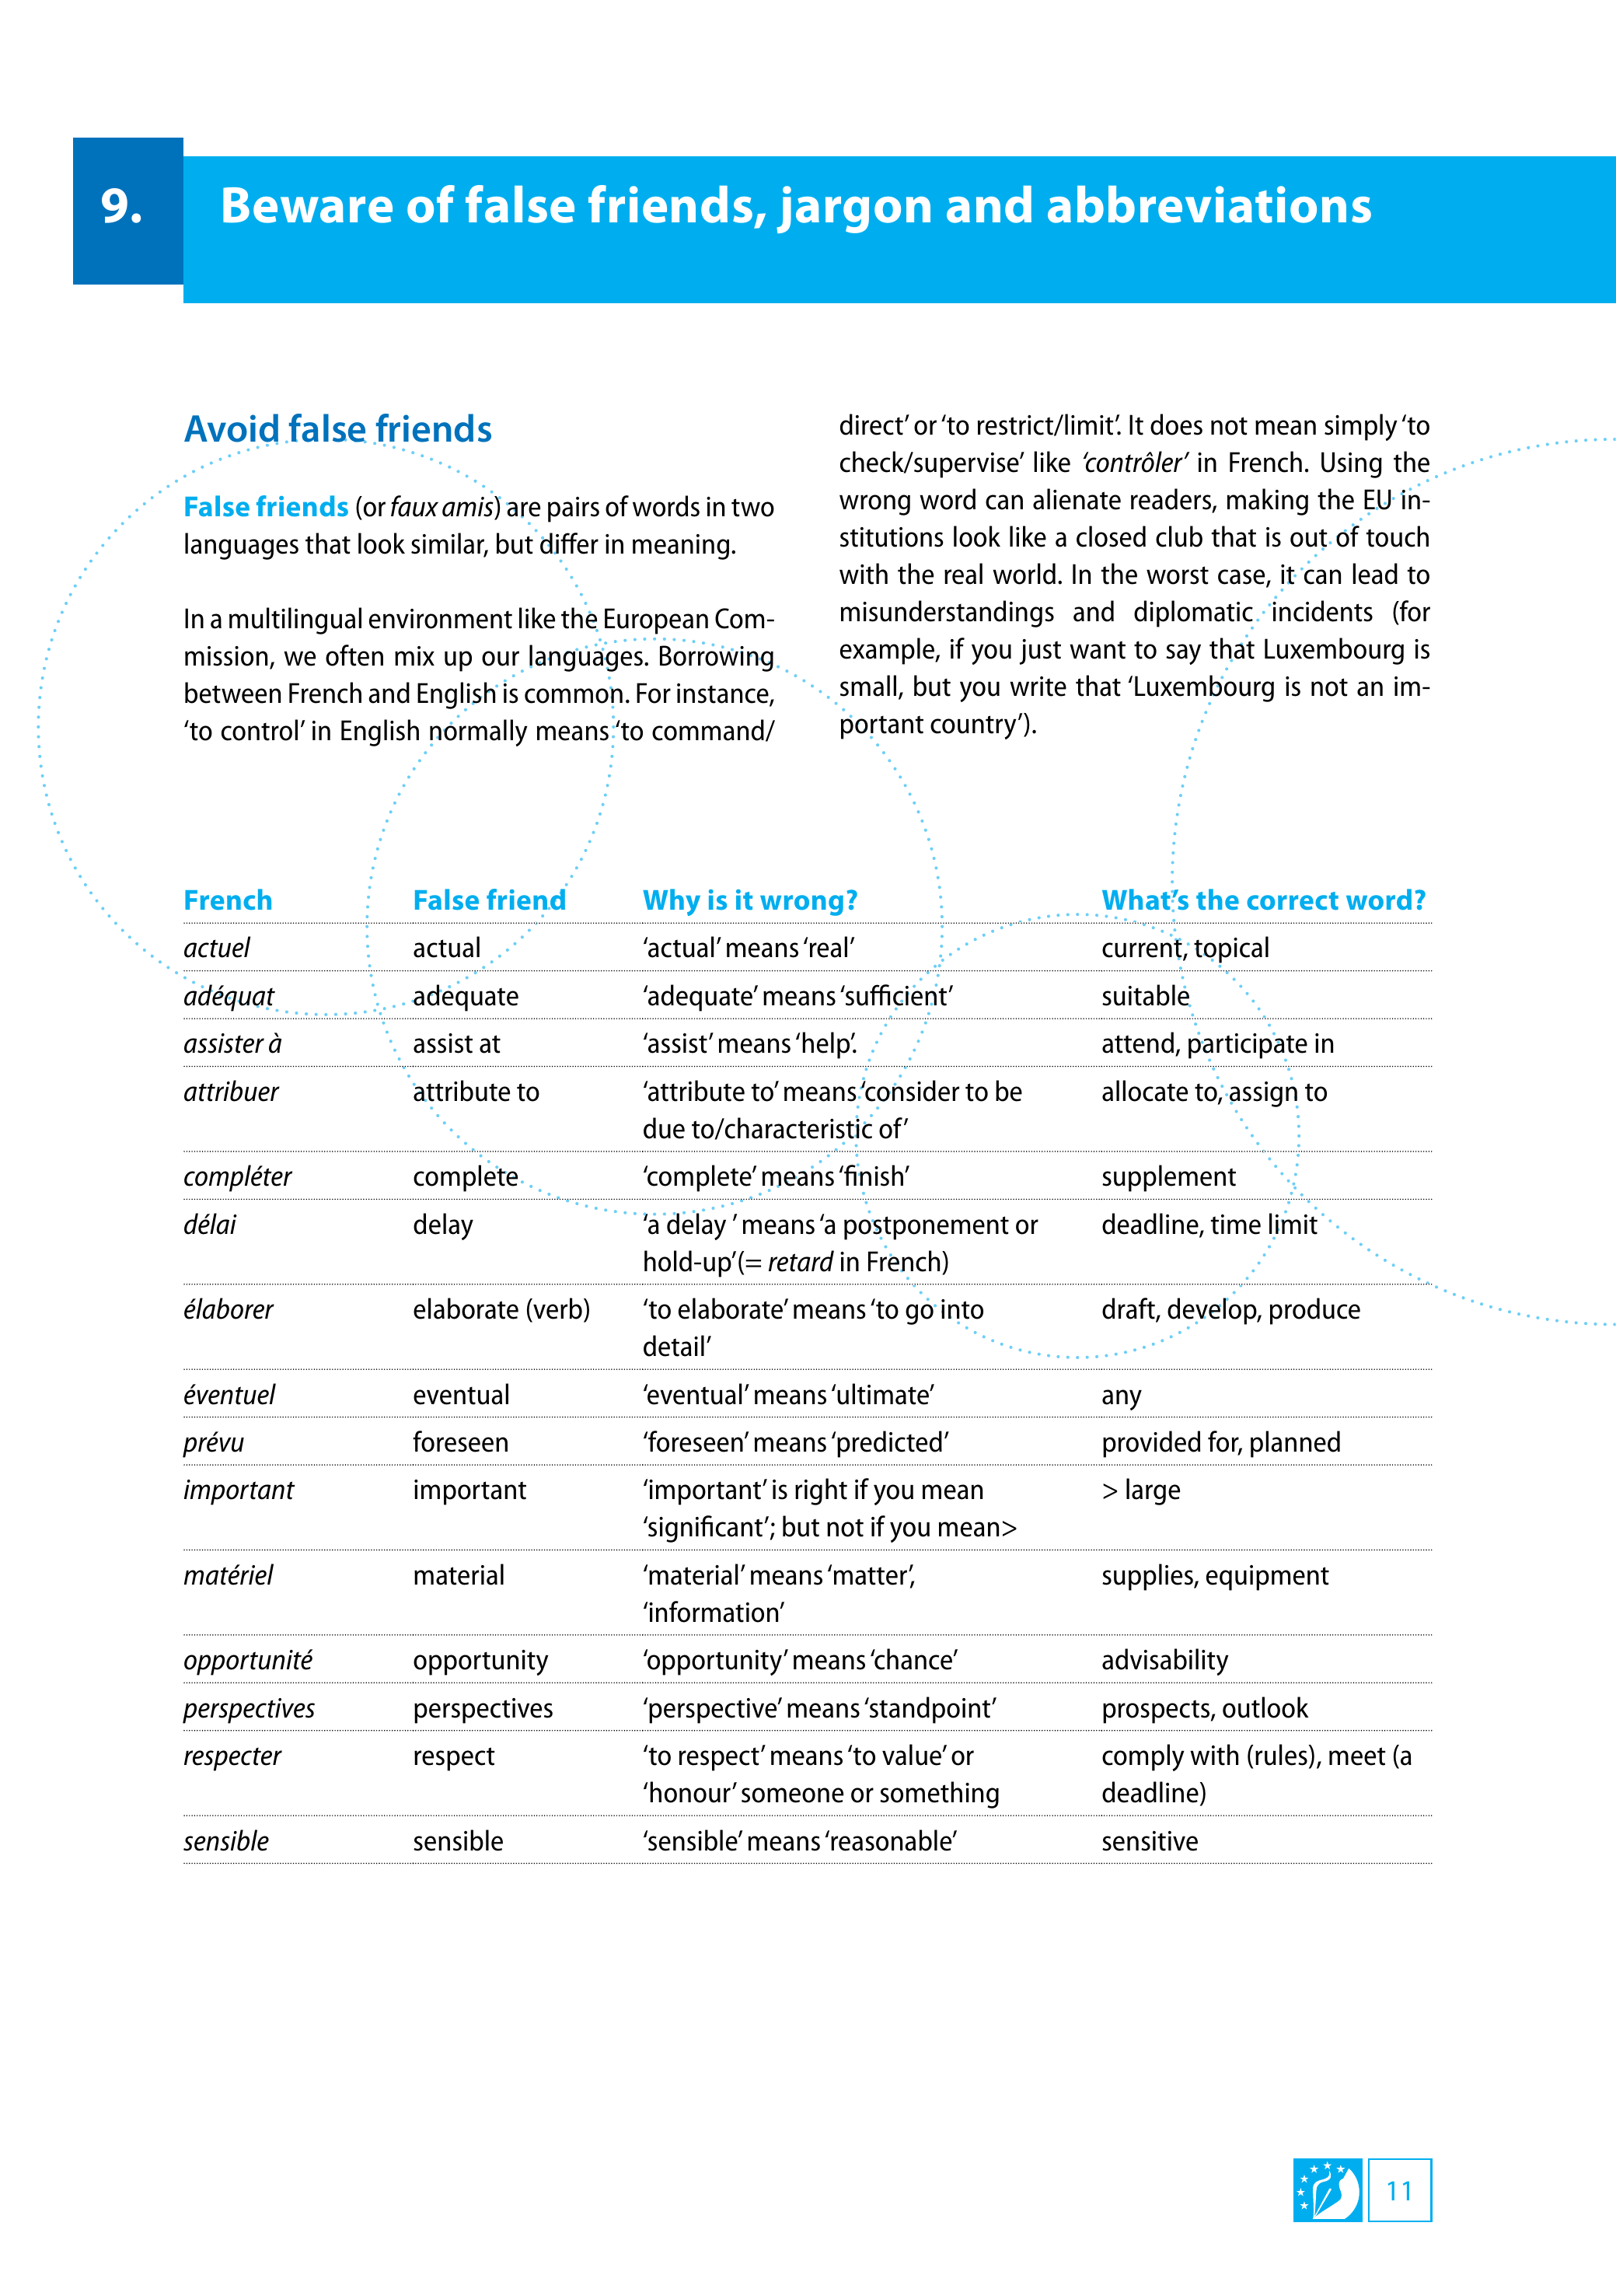 9.
Beware of false friends, jargon and abbreviations
Avoid false friends
False friends (or faux amis) are pairs of words in two
languages that look similar, but differ in meaning.
In a multilingual environment like the European Com-
mission, we often mix up our languages. Borrowing
between French and English is common. For instance,
‘to control’ in English normally means ‘to command/
direct’ or ‘to restrict/limit’. It does not mean simply ‘to
check/supervise’ like ‘contrôler’ in French. Using the
wrong word can alienate readers, making the EU in-
stitutions look like a closed club that is out of touch
with the real world. In the worst case, it can lead to
misunderstandings and diplomatic incidents (for
example, if you just want to say that Luxembourg is
small, but you write that ‘Luxembourg is not an im-
portant country’).
French False friend Why is it wrong? What’s the correct word?
actuel actual ‘actual’ means ‘real’ current, topical
adéquat adequate ‘adequate’ means ‘sufficient’ suitable
assister à assist at ‘assist’ means ‘help’. attend, participate in
attribuer attribute to ‘attribute to’ means ‘consider to be allocate to, assign to
due to/characteristic of’
compléter complete ‘complete’ means ‘finish’ supplement
délai delay ‘a delay ’ means ‘a postponement or deadline, time limit
hold-up’ (= retard in French)
élaborer elaborate (verb) ‘to elaborate’ means ‘to go into draft, develop, produce
detail’
éventuel eventual ‘eventual’ means ‘ultimate’ any
prévu foreseen ‘foreseen’ means ‘predicted’ provided for, planned
important important ‘important’ is right if you mean > large
‘significant’; but not if you mean>
matériel material ‘material’ means ‘matter’, supplies, equipment
‘information’
opportunité opportunity ‘opportunity’ means ‘chance’ advisability
perspectives perspectives ‘perspective’ means ‘standpoint’ prospects, outlook
respecter respect ‘to respect’ means ‘to value’ or comply with (rules), meet (a
‘honour’ someone or something deadline)
sensible sensible ‘sensible’ means ‘reasonable’ sensitive
11